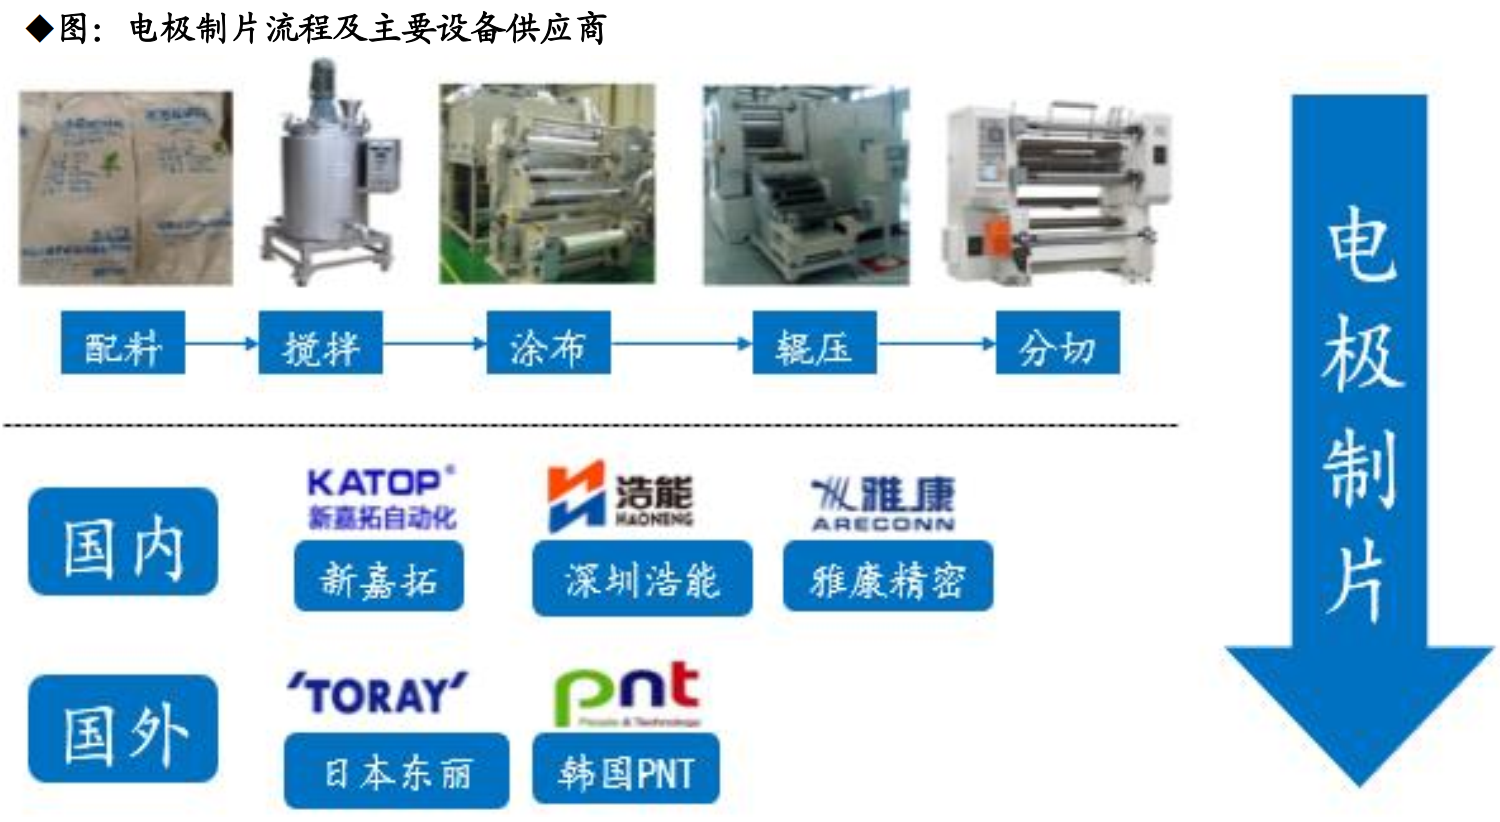 ◆图：电极制片流程及主要设备供应商
配料
搅拌
涂布
辊压
分切
电极制片
国内
KATOP®
新嘉拓自动化
新嘉拓
浩能
HAONENG
深圳浩能
雅康
ARECONN
雅康精密
国外
'TORAY'
日本东丽
pnt
People & Technology
韩国PNT